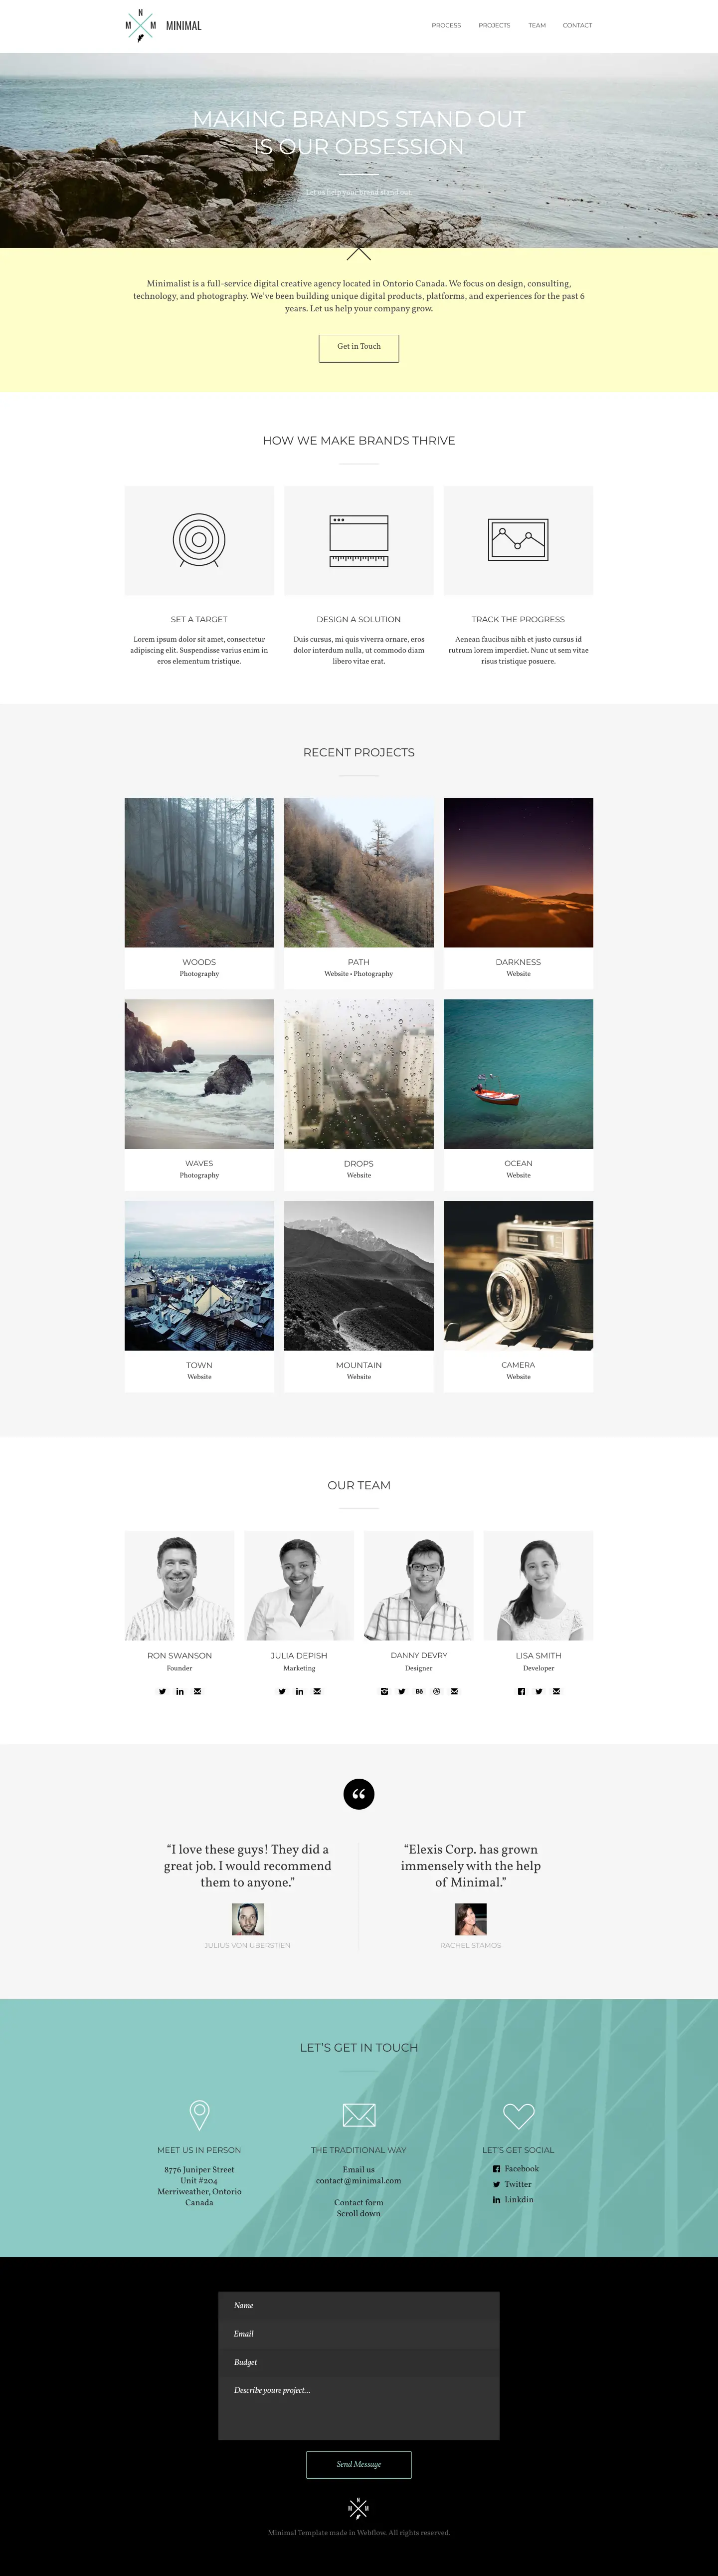 N
M M
MINIMAL
PROCESS PROJECTS TEAM CONTACT
MAKING BRANDS STAND OUT
IS OUR OBSESSION
Let us help your brand stand out.
Minimalist is a full-service digital creative agency located in Ontorio Canada. We focus on design, consulting,
technology, and photography. We've been building unique digital products, platforms, and experiences for the past 6
years. Let us help your company grow.
Get in Touch
HOW WE MAKE BRANDS THRIVE
SET A TARGET
Lorem ipsum dolor sit amet, consectetur
adipiscing elit. Suspendisse varius enim in
eros elementum tristique.
DESIGN A SOLUTION
Duis cursus, mi quis viverra ornare, eros
dolor interdum nulla, ut commodo diam
libero vitae erat.
TRACK THE PROGRESS
Aenean faucibus nibh et justo cursus id
rutrum lorem imperdiet. Nunc ut sem vitae
risus tristique posuere.
RECENT PROJECTS
WOODS
Photography
PATH
Website • Photography
DARKNESS
Website
WAVES
Photography
DROPS
Website
OCEAN
Website
TOWN
Website
MOUNTAIN
Website
CAMERA
Website
OUR TEAM
RON SWANSON
Founder
JULIA DEPISH
Marketing
DANNY DEVRY
Designer
Bē
LISA SMITH
Developer
“I love these guys! They did a
great job. I would recommend
them to anyone.”
JULIUS VON UBERSTIEN
“Elexis Corp. has grown
immensely with the help
of Minimal.”
RACHEL STAMOS
LET'S GET IN TOUCH
MEET US IN PERSON
8776 Juniper Street
Unit #204
Merriweather, Ontorio
Canada
THE TRADITIONAL WAY
Email us
contact@minimal.com
Contact form
Scroll down
LET'S GET SOCIAL
Facebook
Twitter
Linkdin
Name
Email
Budget
Describe youre project...
Send Message
N
M M
Minimal Template made in Webflow. All rights reserved.